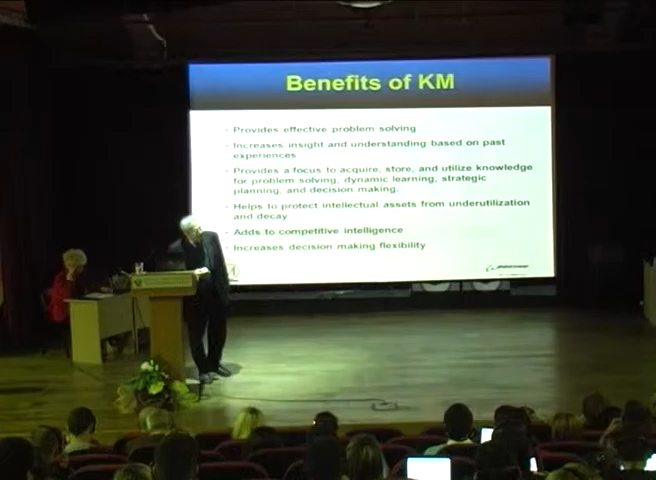 Benefits of KM
- Provides effective problem solving
- Increases insight and understanding based on past
experiences
- Provides a focus to acquire, store, and utilize knowledge
for problem solving, dynamic learning, strategic
planning, and decision making.
- Helps to protect intellectual assets from underutilization
and decay
- Adds to competitive intelligence
- Increases decision making flexibility